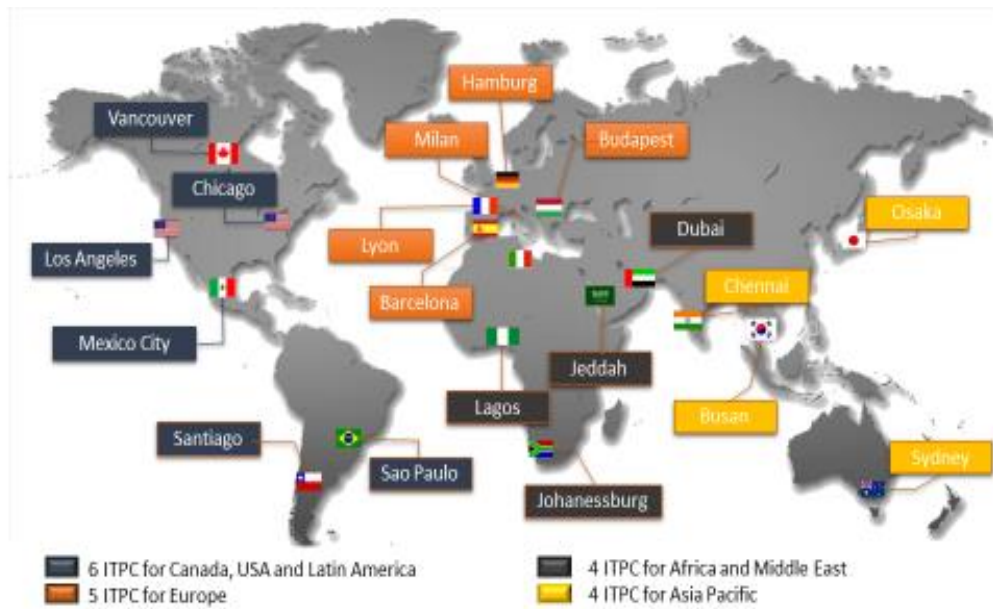 Hamburg
Vancouver
Milan
Budapest
Chicago
Osaka
Dubai
Lyon
Los Angeles
Chennai
Barcelona
Mexico City
Jeddah
Lagos
Busan
Santiago
Sydney
Sao Paulo
Johanessburg
6 ITPC for Canada, USA and Latin America
4 ITPC for Africa and Middle East
5 ITPC for Europe
4 ITPC for Asia Pacific